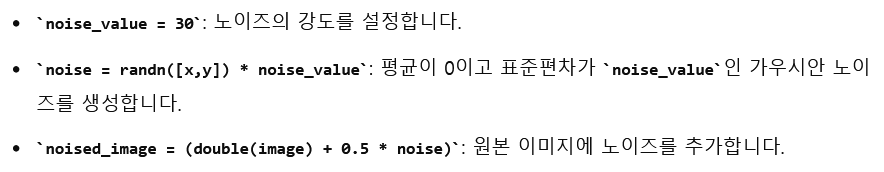 • `noise_value = 30`: 노이즈의 강도를 설정합니다.
• `noise = randn([x,y]) * noise_value`: 평균이 0이고 표준편차가 `noise_value`인 가우시안 노이
즈를 생성합니다.
• `noised_image = (double(image) + 0.5 * noise)`: 원본 이미지에 노이즈를 추가합니다.